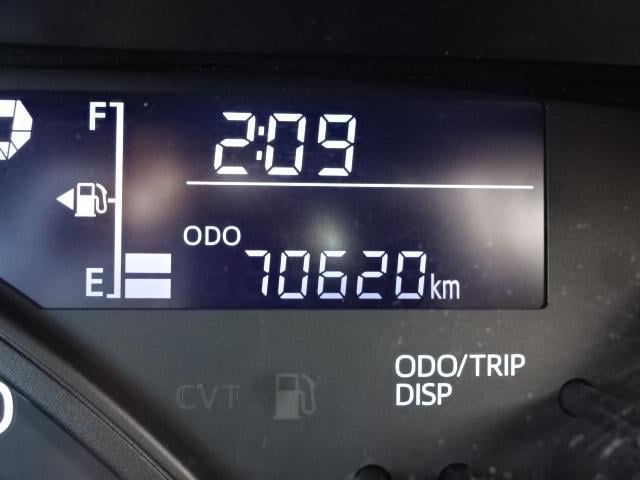 F
2:09
ODO
E
70620km
CVT
ODO/TRIP
DISP